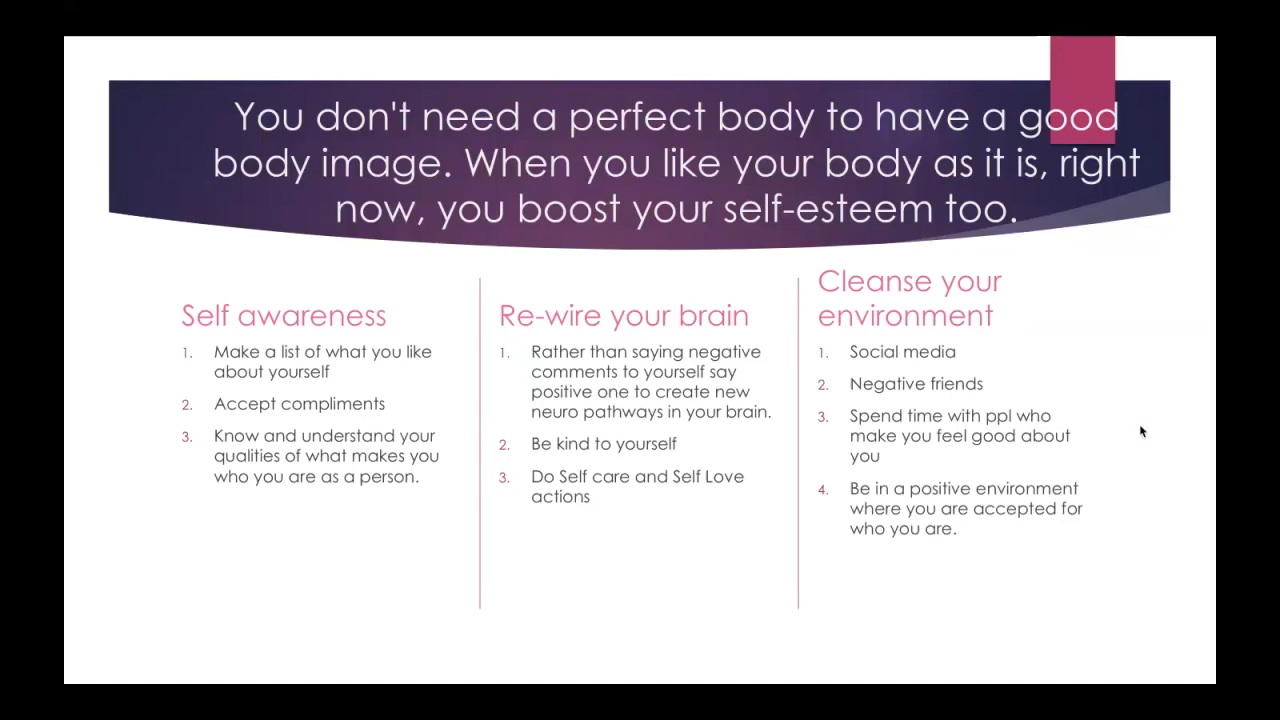 You don't need a perfect body to have a good
body image. When you like your body as it is, right
now, you boost your self-esteem too.
Self awareness
1. Make a list of what you like
about yourself
2. Accept compliments
3. Know and understand your
qualities of what makes you
who you are as a person.
Re-wire your brain
1. Rather than saying negative
comments to yourself say
positive one to create new
neuro pathways in your brain.
2. Be kind to yourself
3. Do Self care and Self Love
actions
Cleanse your
environment
1. Social media
2. Negative friends
3. Spend time with ppl who
make you feel good about
you
4. Be in a positive environment
where you are accepted for
who you are.